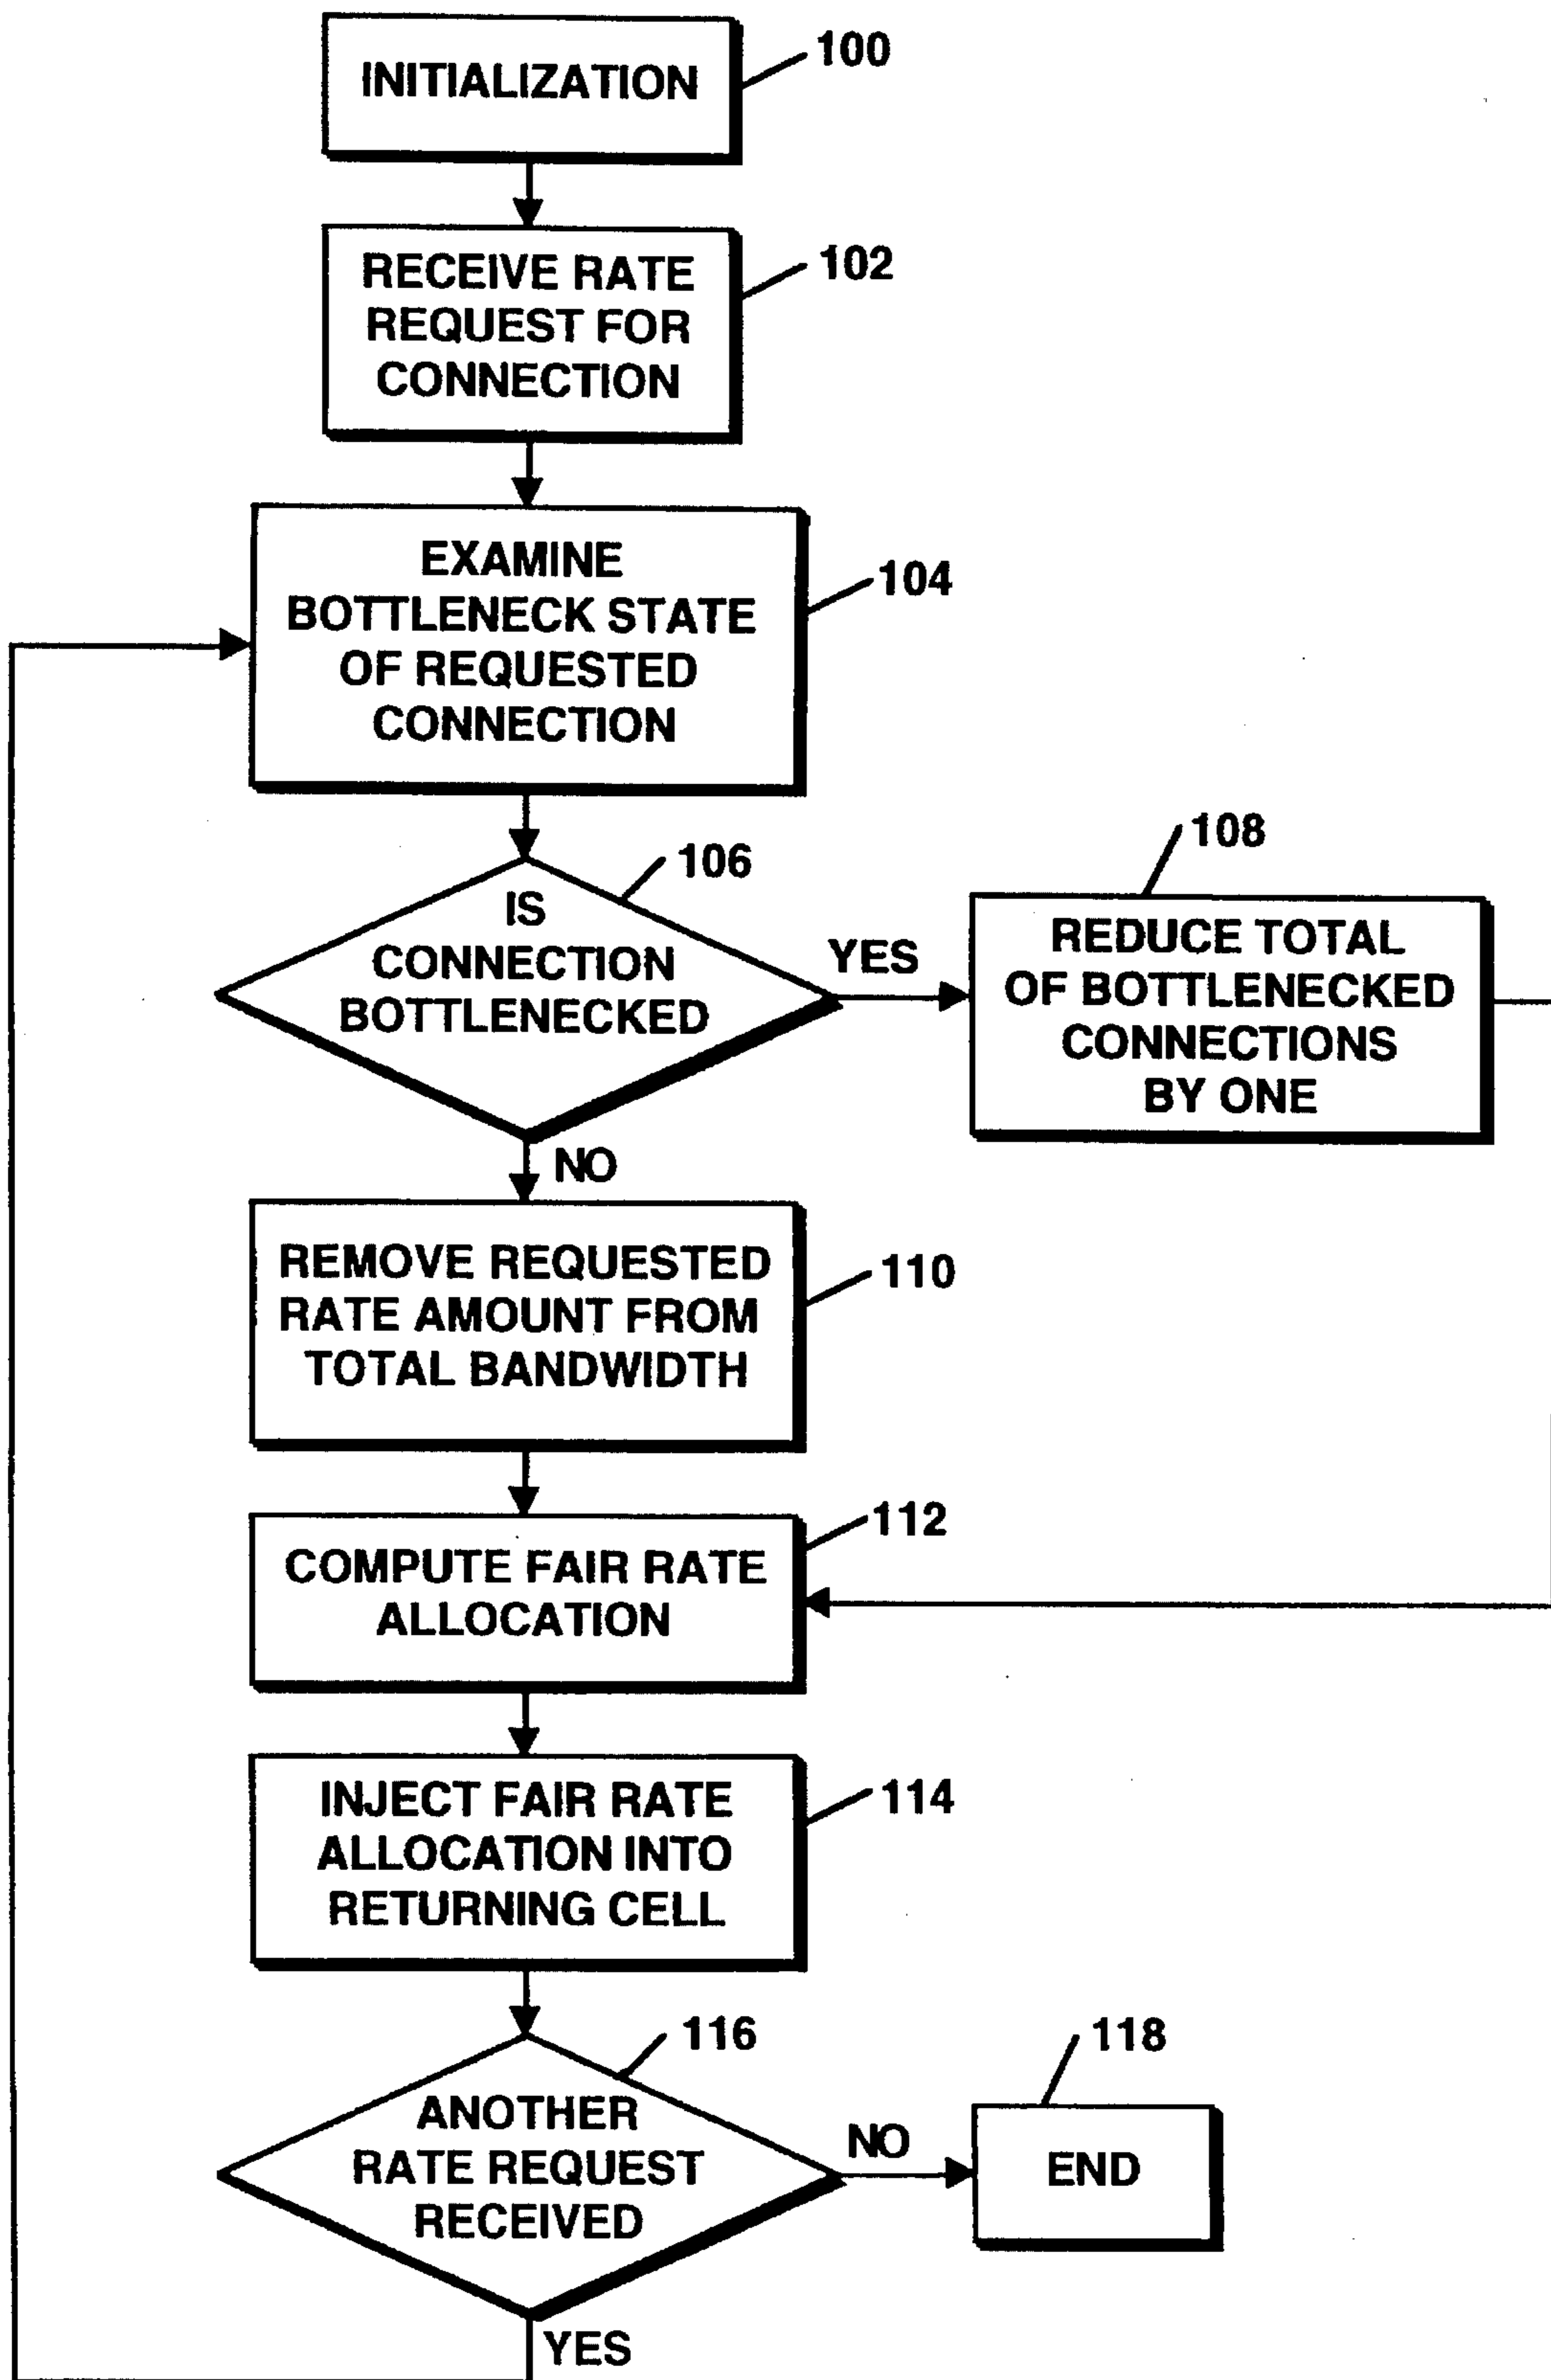 INITIALIZATION
100
RECEIVE RATE
REQUEST FOR
CONNECTION
102
EXAMINE
BOTTLENECK STATE
OF REQUESTED
CONNECTION
104
IS
CONNECTION
BOTTLENECKED
106
YES
REDUCE TOTAL
OF BOTTLENECKED
CONNECTIONS
BY ONE
108
NO
REMOVE REQUESTED
RATE AMOUNT FROM
TOTAL BANDWIDTH
110
COMPUTE FAIR RATE
ALLOCATION
112
INJECT FAIR RATE
ALLOCATION INTO
RETURNING CELL
114
ANOTHER
RATE REQUEST
RECEIVED
116
NO
END
118
YES